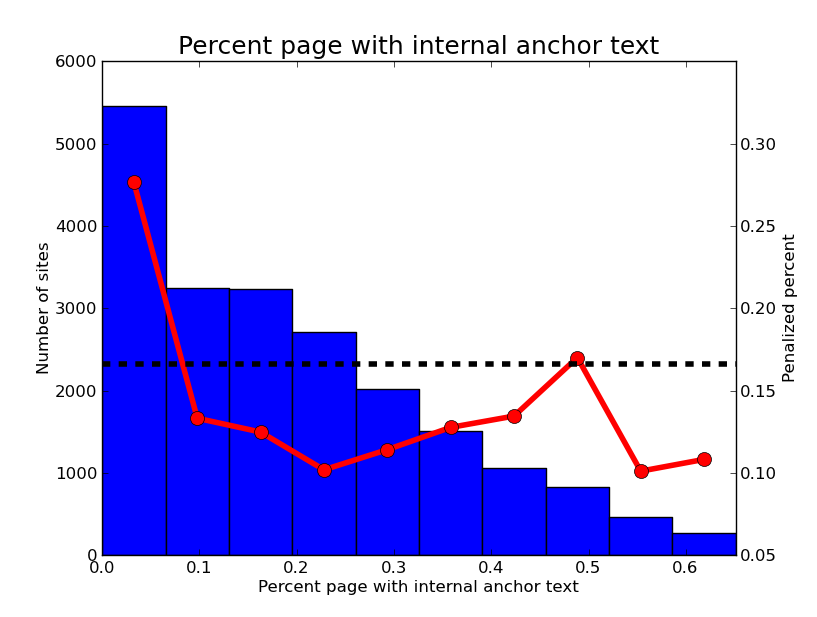 Percent page with internal anchor text
6000
5000
4000
3000
2000
1000
0
Number of sites
0.30
0.25
0.20
0.15
0.10
0.05
Penalized percent
0.0 0.1 0.2 0.3 0.4 0.5 0.6
Percent page with internal anchor text